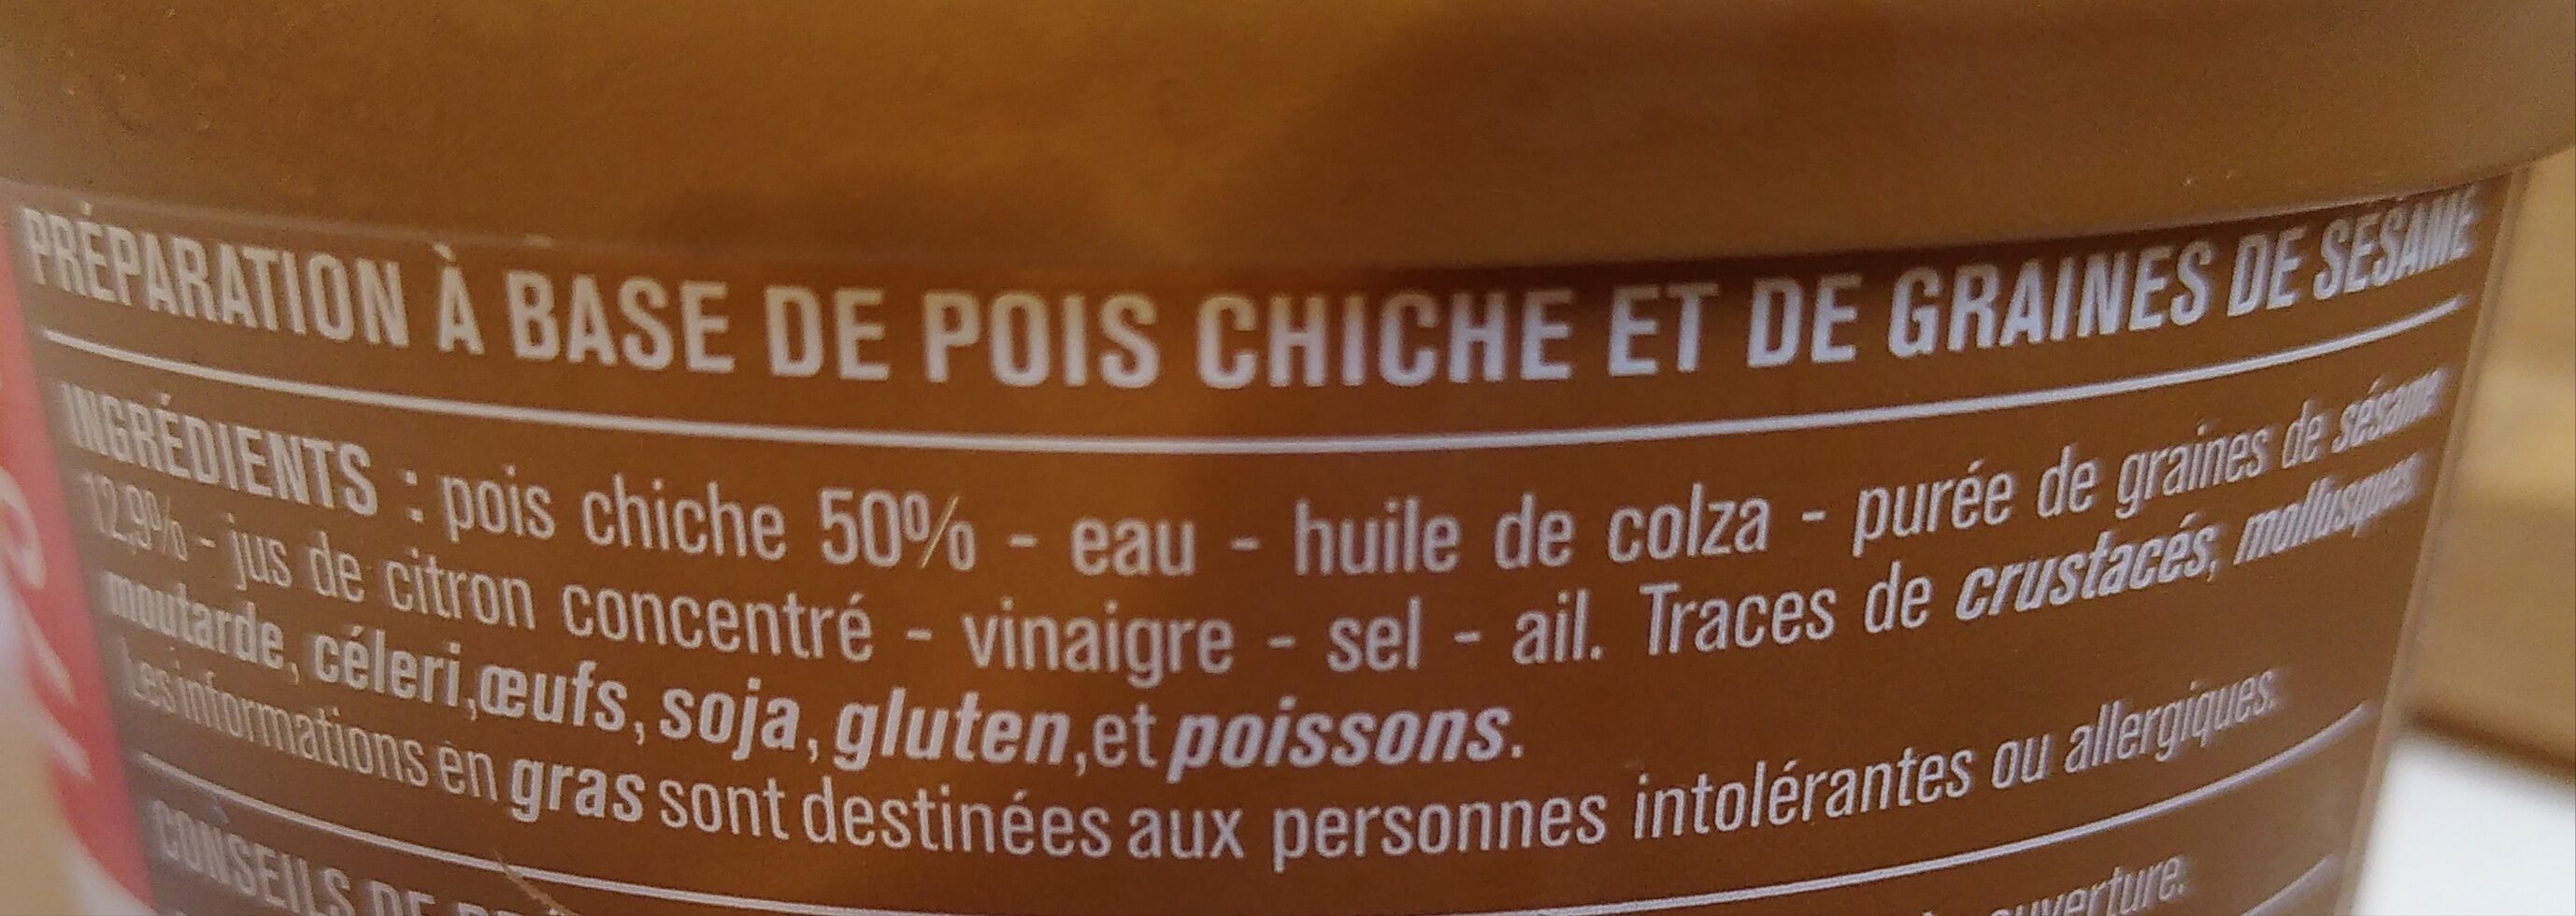 PRÉPARATION À BASE DE POIS CHICHE ET DE GRAINES DE SÉSAME
INGRÉDIENTS : pois chiche 50% - eau - huile de colza - purée de graines de sésame
12,9% - jus de citron concentré - vinaigre - sel - ail. Traces de crustacés, mollusques,
moutarde, céleri,œufs, soja, gluten,et poissons.
Les informations en gras sont destinées aux personnes intolérantes ou allergiques.
CONSEILS DE
ouverture.